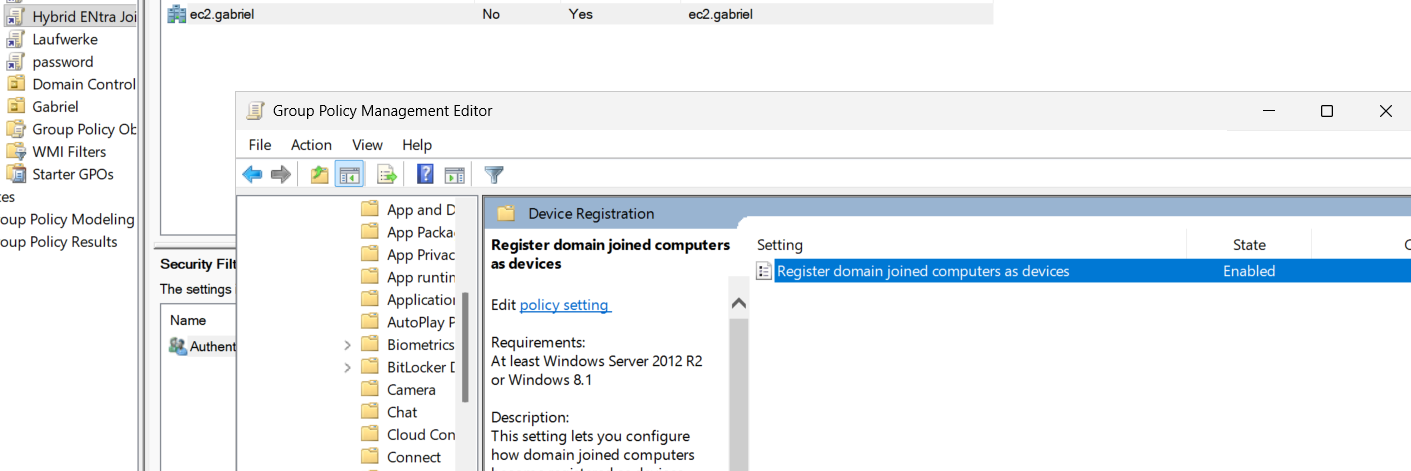 Hybrid ENtra Joi
Laufwerke
password
Domain Control
Gabriel
Group Policy Ob
WMI Filters
Starter GPOs
es
oup Policy Modeling
oup Policy Results
ec2.gabriel No Yes ec2.gabriel
Security Filt
The settings
Name
Authent
Group Policy Management Editor
File Action View Help
App and D
App Packa
App Privac
App runtin
Application
AutoPlay P
Biometrics
BitLocker D
Camera
Chat
Cloud Con
Connect
Device Registration
Register domain joined computers
as devices
Edit policy setting
Requirements:
At least Windows Server 2012 R2
or Windows 8.1
Description:
This setting lets you configure
how domain joined computers
Setting State C
Register domain joined computers as devices Enabled